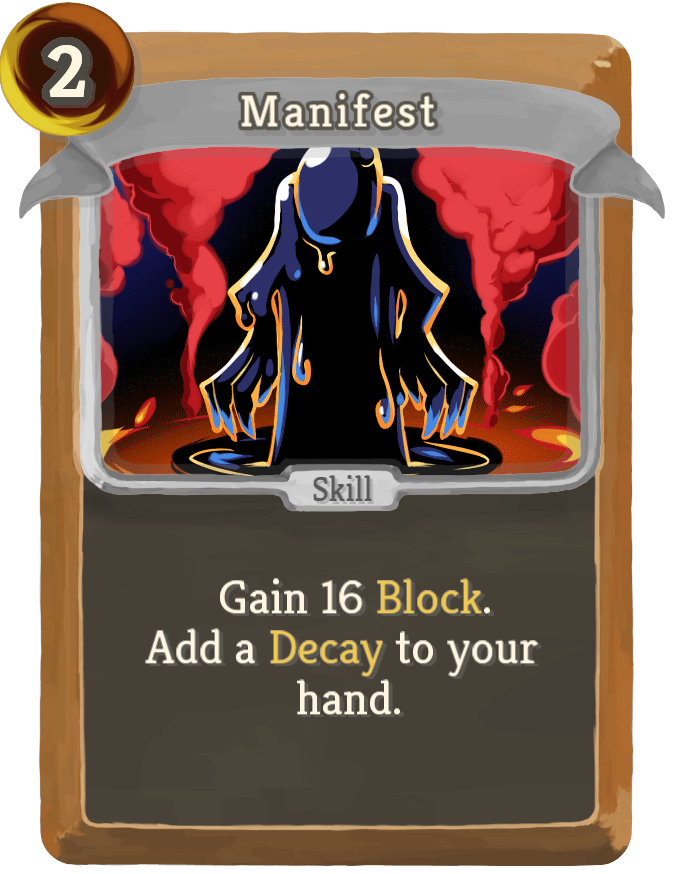 2
Manifest
Skill
Gain 16 Block.
Add a Decay to your
hand.